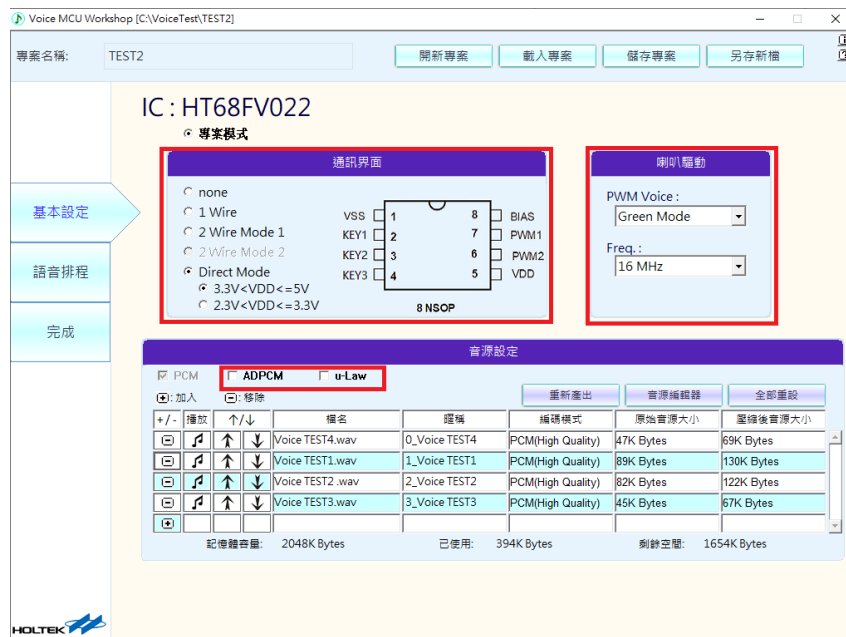 Voice MCU Workshop [C:\VoiceTest\TEST2]
專案名稱: TEST2 開新專案 載入專案 儲存專案 另存新檔
IC : HT68FV022
專案模式
通訊界面
none
1 Wire
2 Wire Mode 1
2 Wire Mode 2
Direct Mode
3.3V<VDD<=5V
2.3V<VDD<=3.3V
VSS 1 8 BIAS
KEY1 2 7 PWM1
KEY2 3 6 PWM2
KEY3 4 5 VDD
8 NSOP
喇叭驅動
PWM Voice :
Green Mode
Freq. :
16 MHz
基本設定
語音排程
完成
音源設定
PCM ADPCM u-Law
+: 加入 -: 移除 重新產出 音源編輯器 全部重設
+/- 播放 ↑/↓ 檔名 暱稱 編碼模式 原始音源大小 壓縮後音源大小
Voice TEST4.wav 0_Voice TEST4 PCM(High Quality) 47K Bytes 69K Bytes
Voice TEST1.wav 1_Voice TEST1 PCM(High Quality) 89K Bytes 130K Bytes
Voice TEST2 .wav 2_Voice TEST2 PCM(High Quality) 82K Bytes 122K Bytes
Voice TEST3.wav 3_Voice TEST3 PCM(High Quality) 45K Bytes 67K Bytes
記憶體容量: 2048K Bytes 已使用: 394K Bytes 剩餘空間: 1654K Bytes
HOLTEK